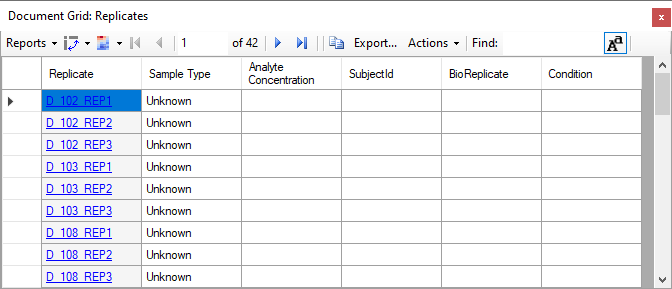 Document Grid: Replicates
Reports 1 of 42 Export... Actions Find: Aa
Replicate Sample Type Analyte Concentration SubjectId BioReplicate Condition
D_102_REP1 Unknown
D_102_REP2 Unknown
D_102_REP3 Unknown
D_103_REP1 Unknown
D_103_REP2 Unknown
D_103_REP3 Unknown
D_108_REP1 Unknown
D_108_REP2 Unknown
D_108_REP3 Unknown